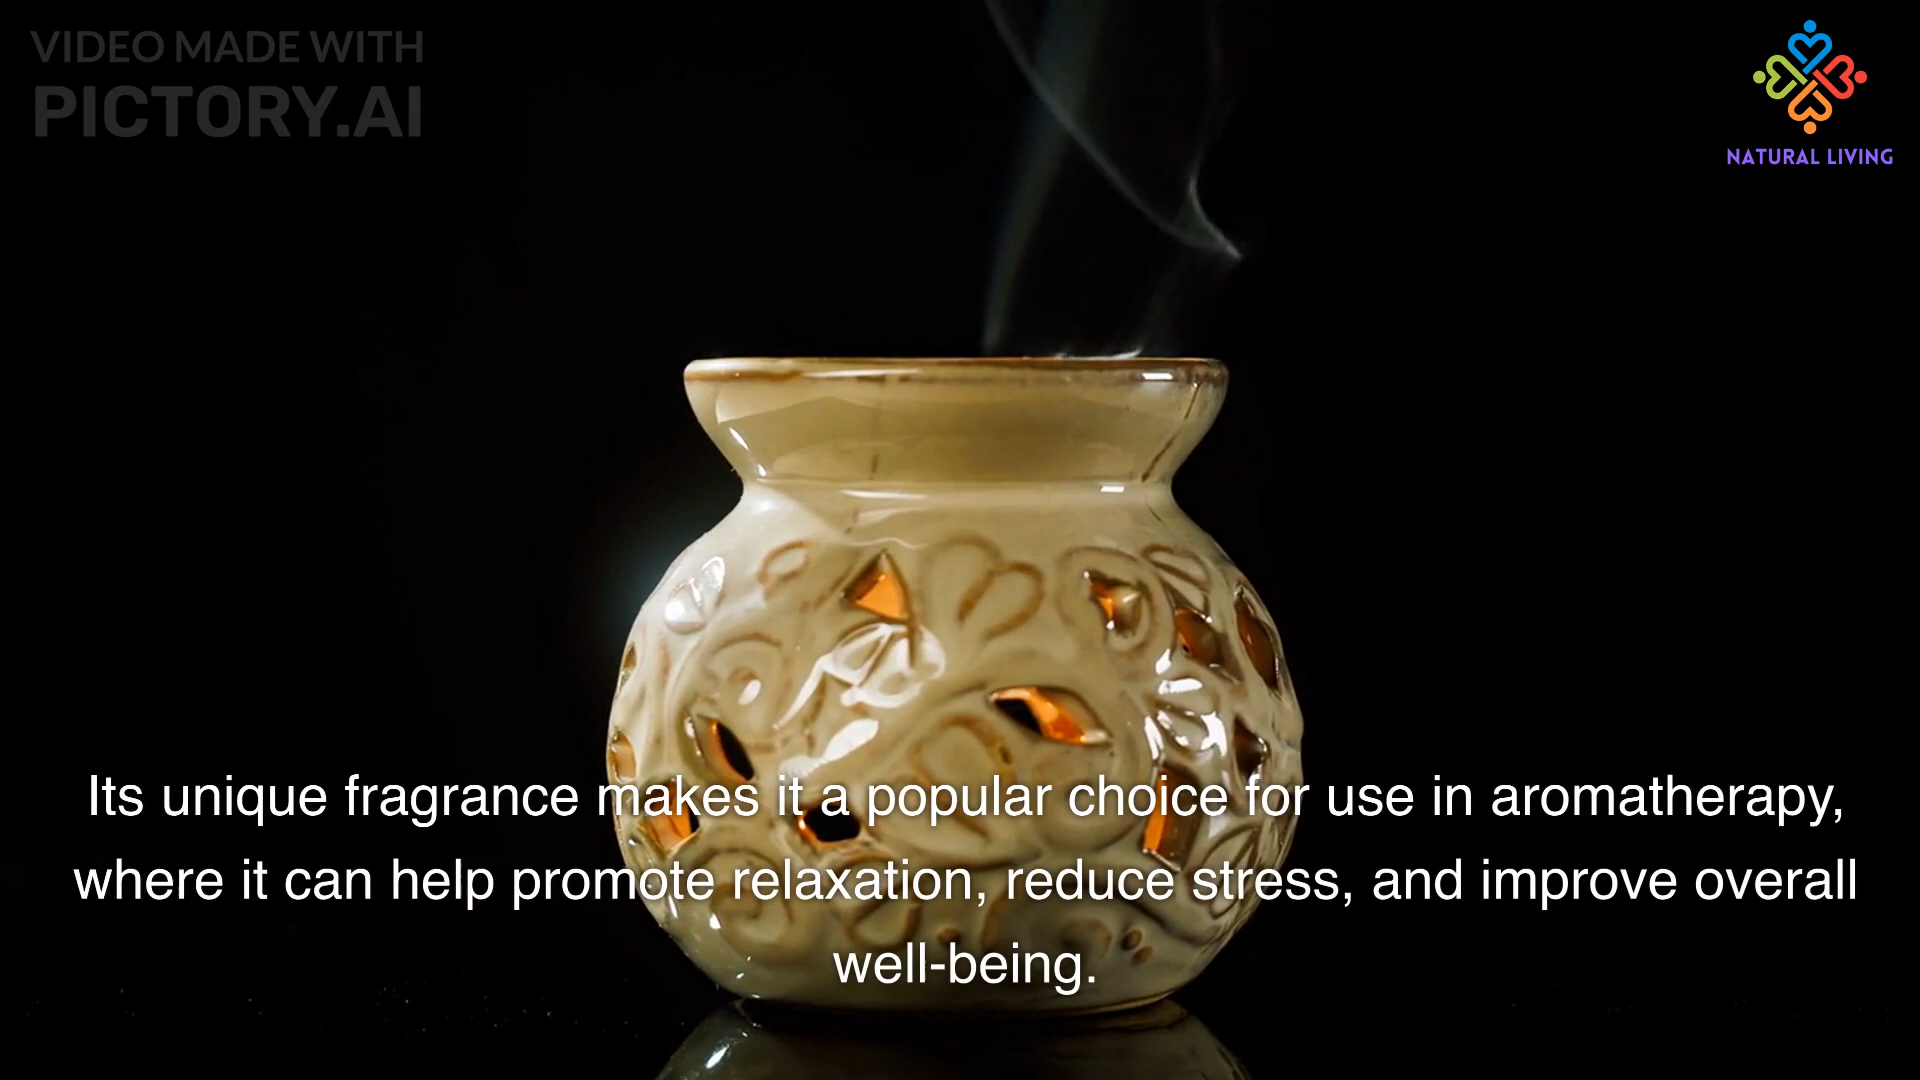 VIDEO MADE WITH
PICTORY.AI
NATURAL LIVING
Its unique fragrance makes it a popular choice for use in aromatherapy,
where it can help promote relaxation, reduce stress, and improve overall
well-being.